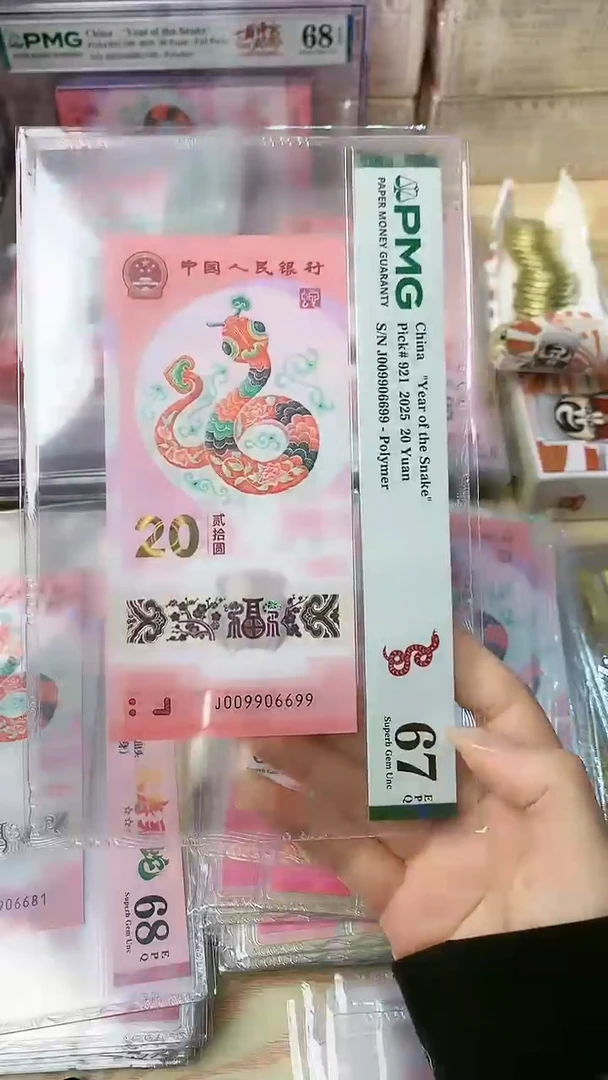 PMG
China "Year of the Snake"
68
中国人民银行
20
贰拾圆
福
J009906699
PMG
PAPER MONEY GUARANTY
China "Year of the Snake"
Pick# 921 2025 20 Yuan
S/N J009906699 - Polymer
67 EPQ
Superb Gem Unc
06681
68 EPQ
Superb Gem Unc